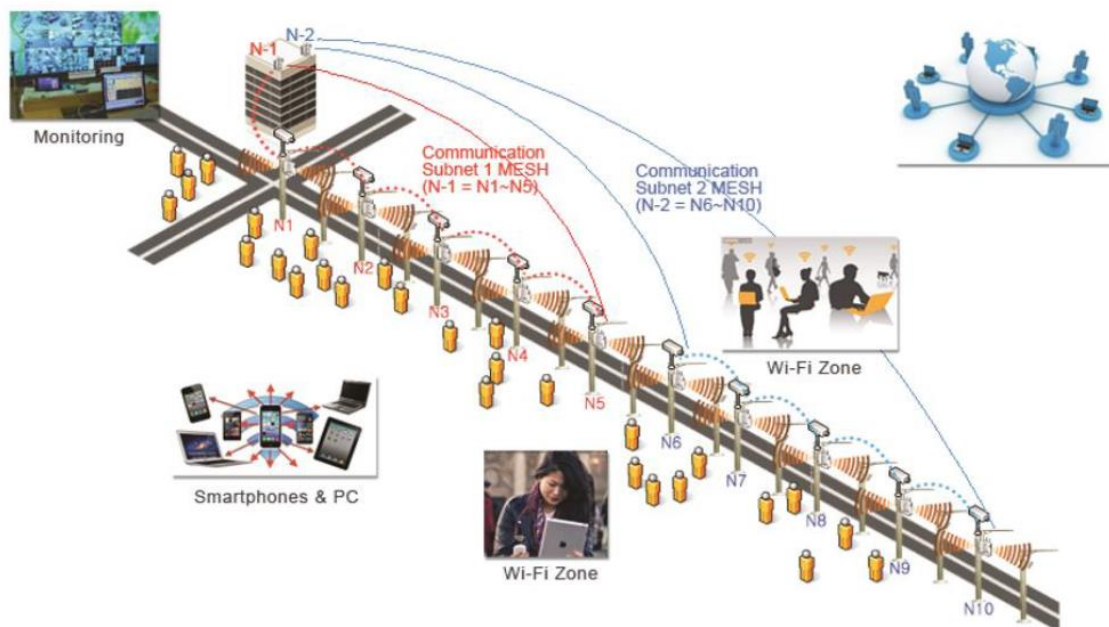 N-2
N-1
Monitoring
Communication
Subnet 1 MESH
(N-1 = N1~N5)
Communication
Subnet 2 MESH
(N-2 = N6~N10)
N1
N2
N3
N4
N5
Wi-Fi Zone
N6
N7
Smartphones & PC
N8
Wi-Fi Zone
N9
N10